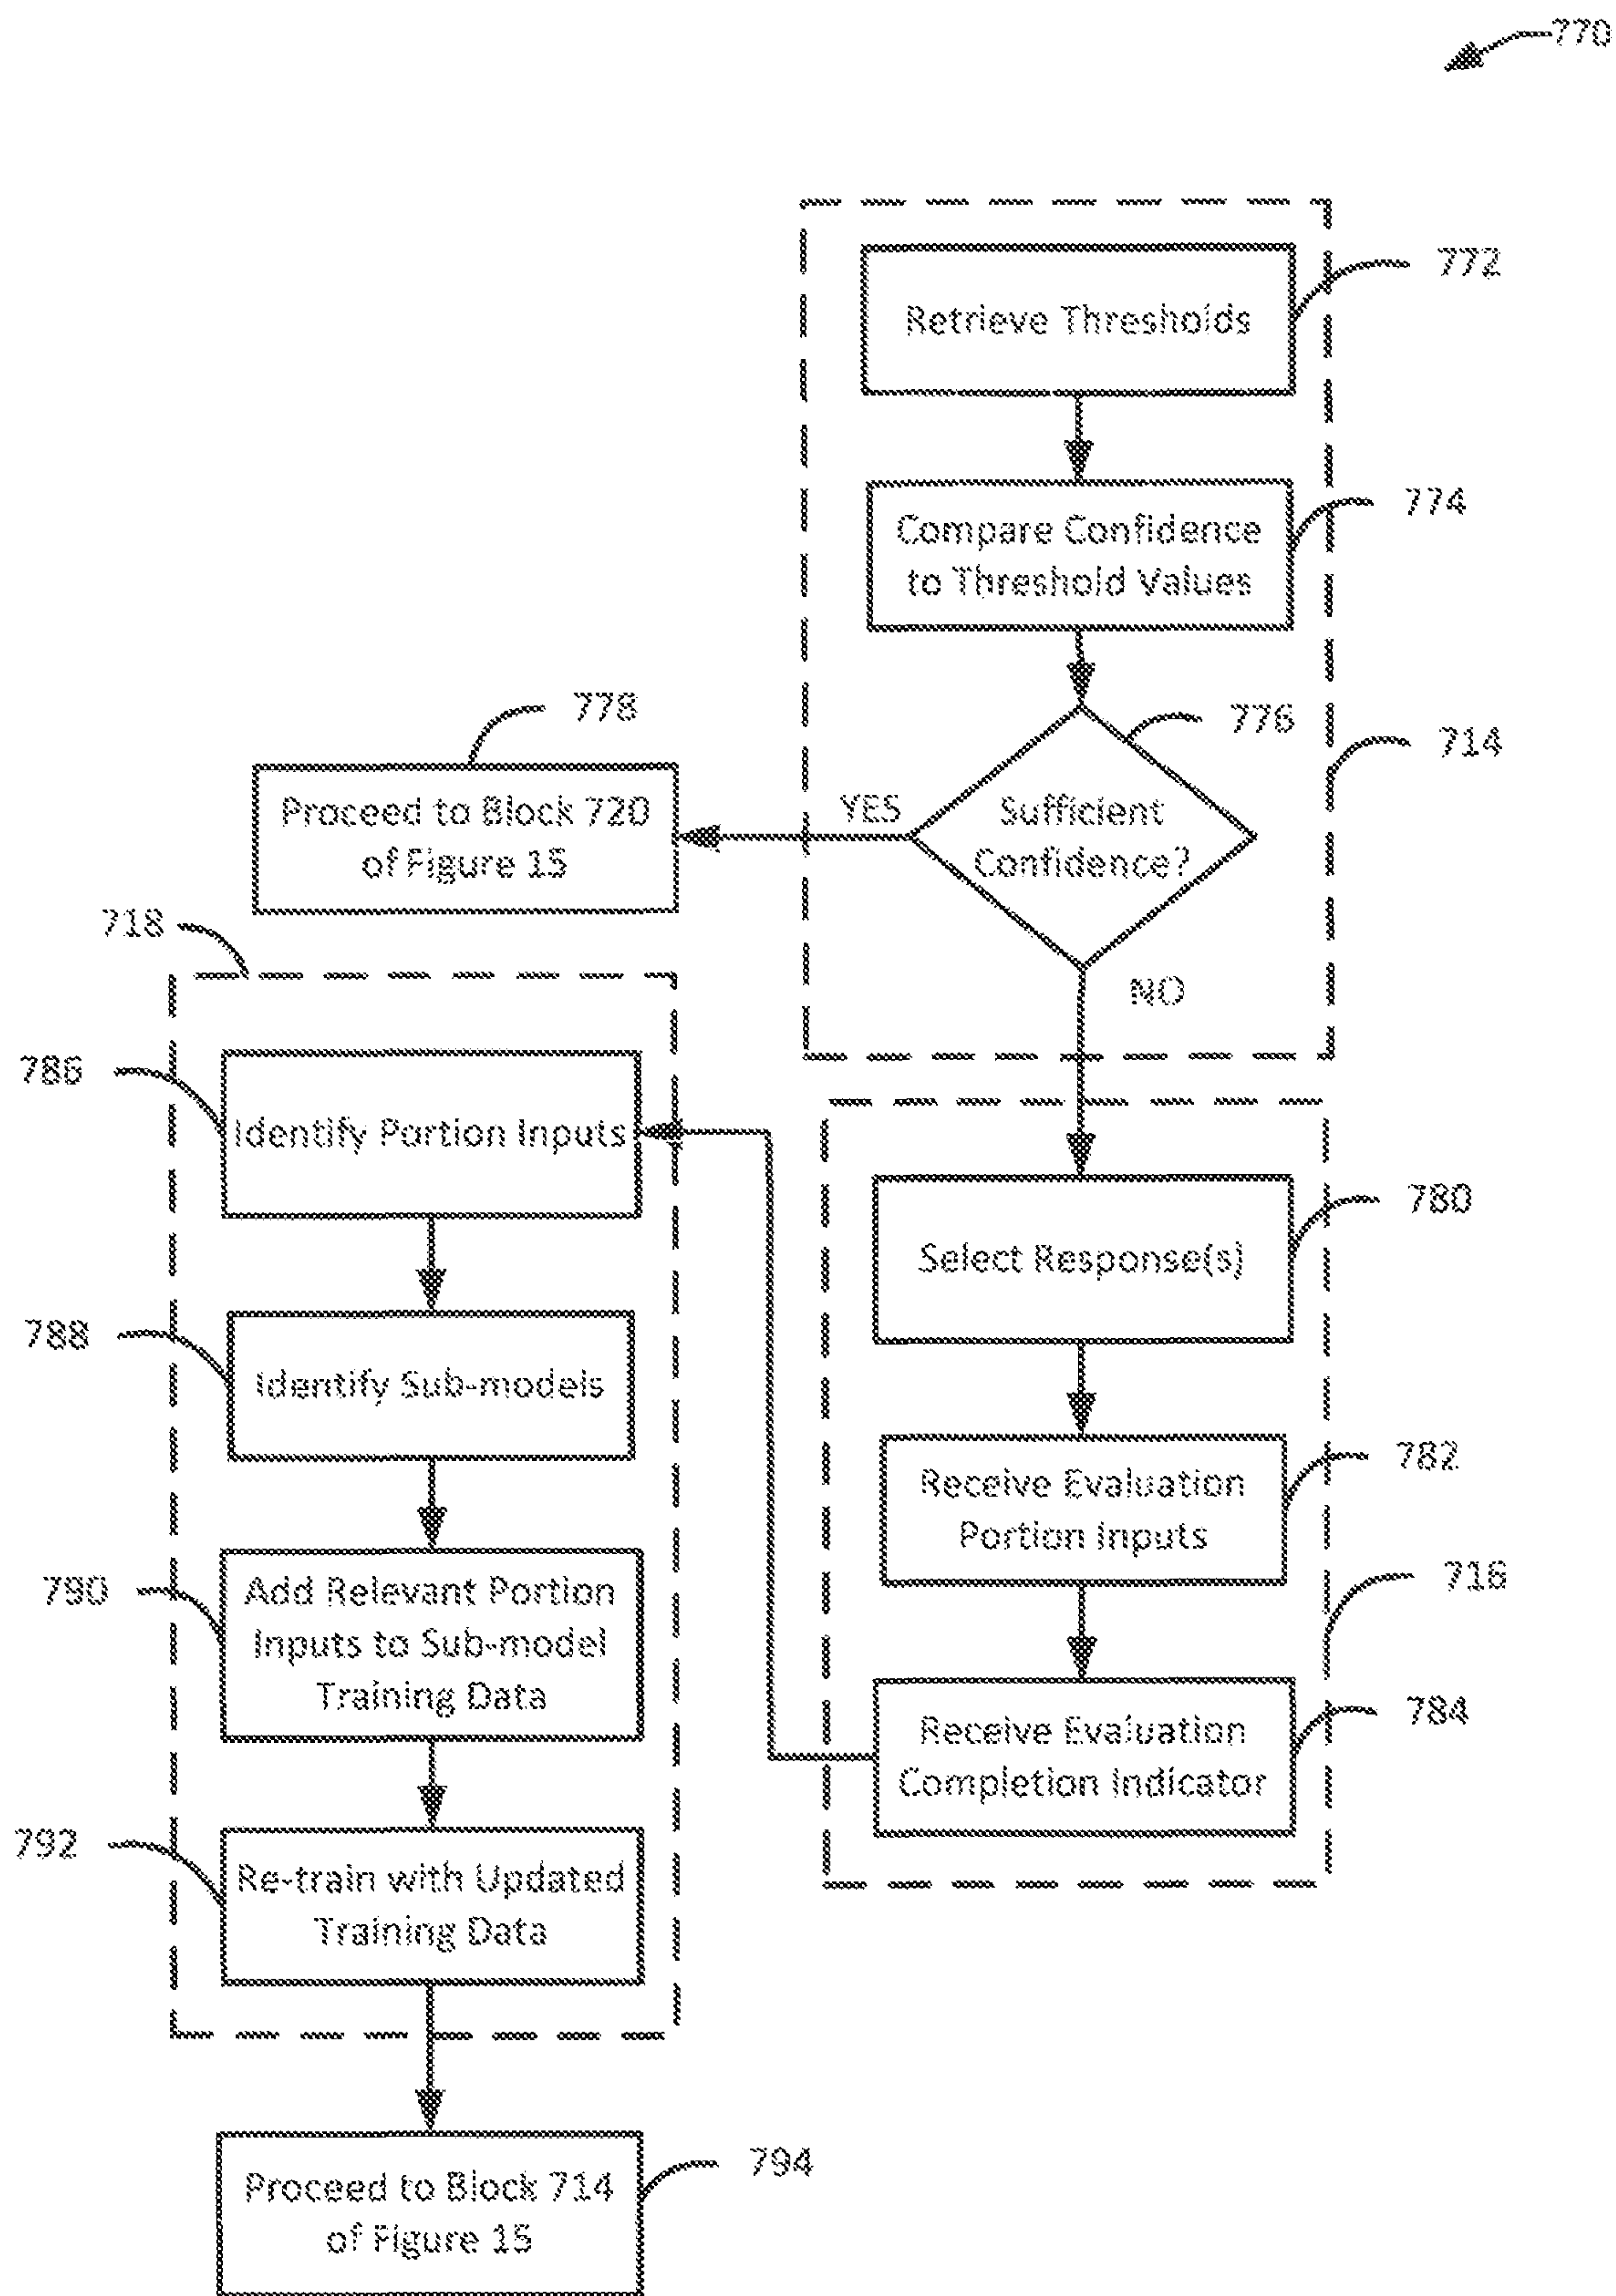 770
Retrieve Thresholds
772
Compare Confidence
to Threshold Values
774
776
Sufficient
Confidence?
714
YES
NO
778
Proceed to Block 720
of Figure 15
718
786
Identify Portion Inputs
788
Identify Sub-models
790
Add Relevant Portion
Inputs to Sub-model
Training Data
792
Re-train with Updated
Training Data
Select Response(s)
780
Receive Evaluation
Portion Inputs
782
716
Receive Evaluation
Completion Indicator
784
Proceed to Block 714
of Figure 15
794